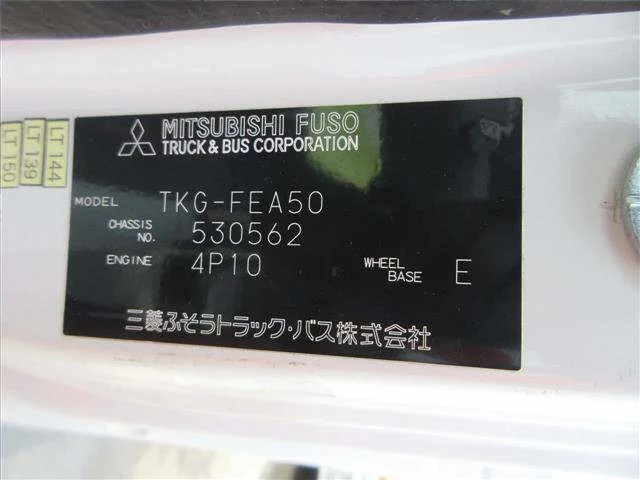 LT 144
LT 139
LT 150
MITSUBISHI FUSO
TRUCK & BUS CORPORATION
MODEL TKG-FEA50
CHASSIS NO. 530562
ENGINE 4P10 WHEEL BASE E
三菱ふそうトラック・バス株式会社